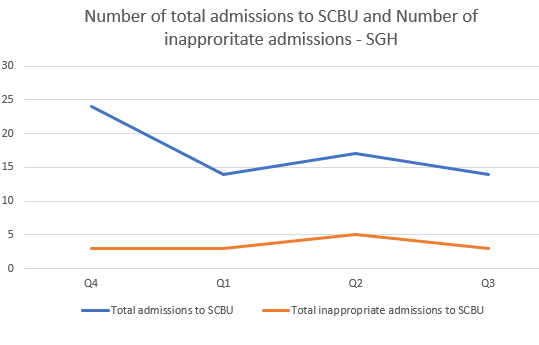 Number of total admissions to SCBU and Number of
inapproritate admissions - SGH
30
25
20
15
10
5
0
Q4 Q1 Q2 Q3
Total admissions to SCBU Total inappropriate admissions to SCBU